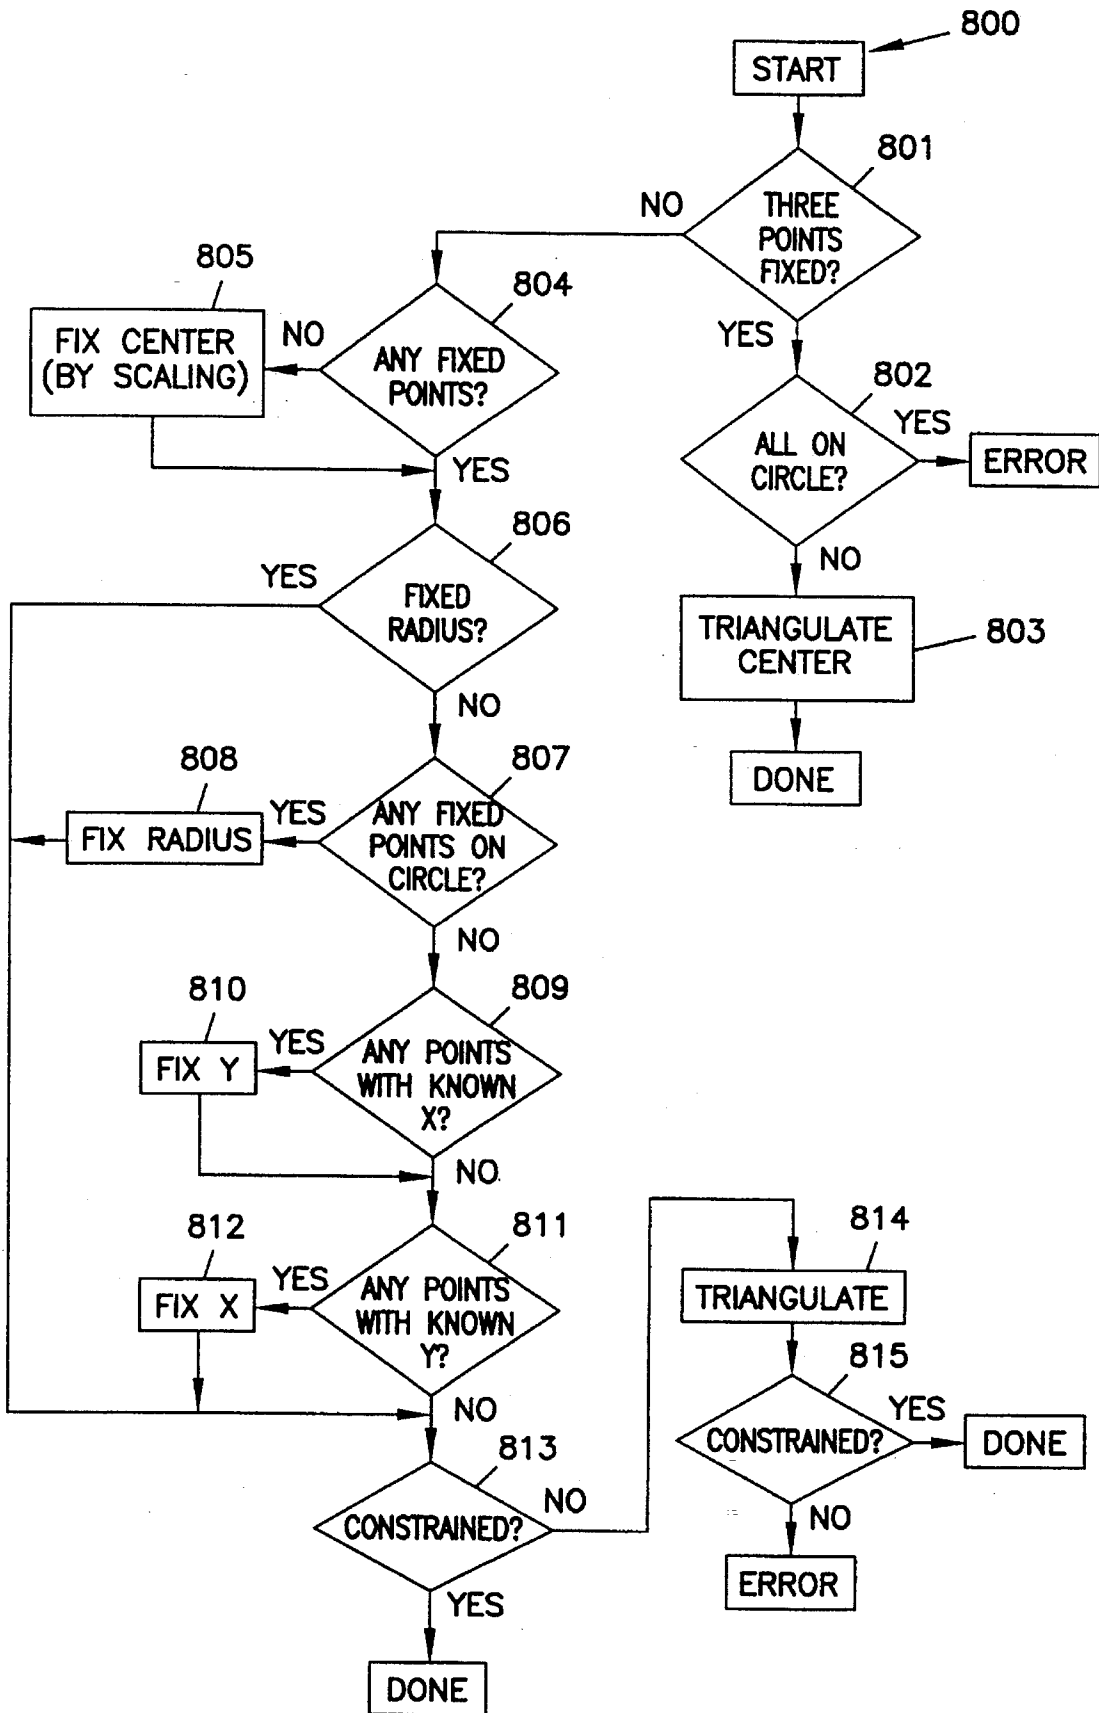 800
START
801
THREE
POINTS
FIXED?
NO
YES
805
FIX CENTER
(BY SCALING)
NO
804
ANY FIXED
POINTS?
YES
802
ALL ON
CIRCLE?
YES
ERROR
NO
806
YES
FIXED
RADIUS?
NO
TRIANGULATE
CENTER
803
DONE
808
FIX RADIUS
YES
807
ANY FIXED
POINTS ON
CIRCLE?
NO
810
FIX Y
YES
809
ANY POINTS
WITH KNOWN
X?
NO
812
FIX X
YES
811
ANY POINTS
WITH KNOWN
Y?
NO
814
TRIANGULATE
815
CONSTRAINED?
YES
DONE
NO
ERROR
813
CONSTRAINED?
NO
YES
DONE